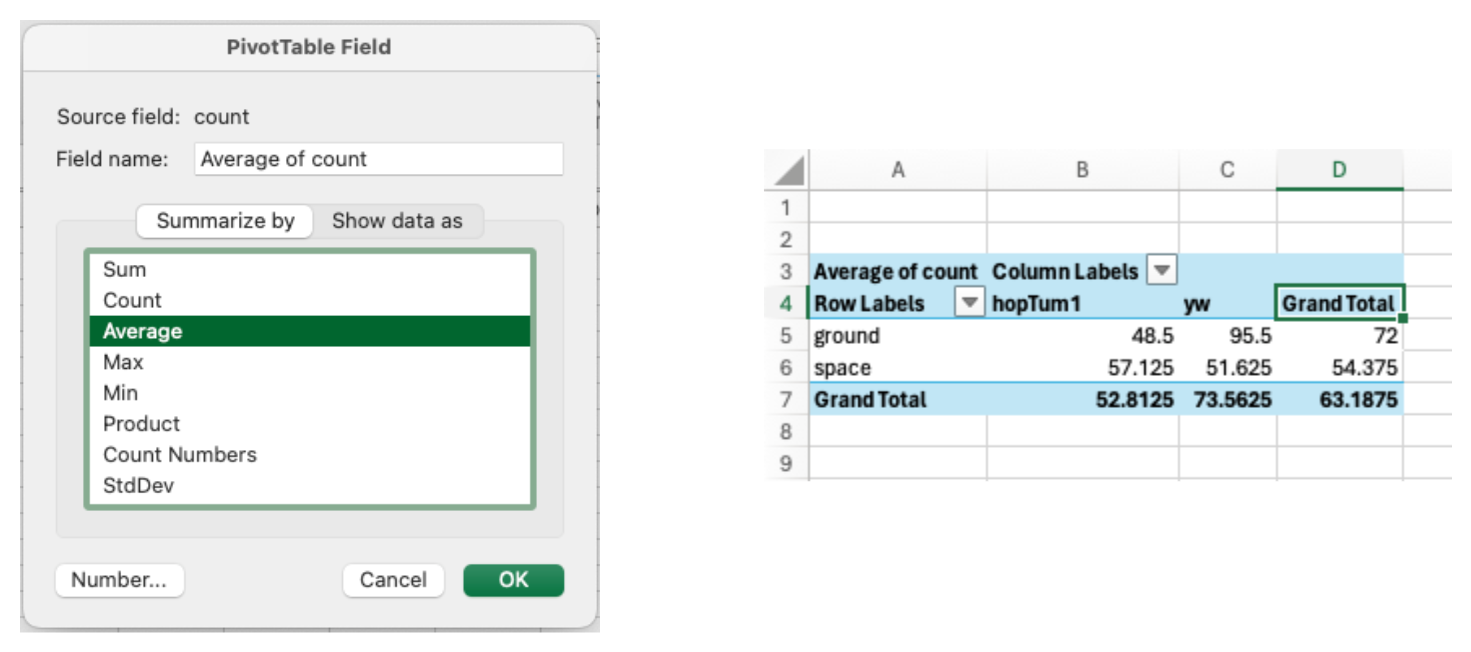 PivotTable Field
Source field: count
Field name: Average of count
Summarize by Show data as
Sum
Count
Average
Max
Min
Product
Count Numbers
StdDev
Number... Cancel OK
A B C D
1
2
3 Average of count Column Labels
4 Row Labels hopTum1 yw Grand Total
5 ground 48.5 95.5 72
6 space 57.125 51.625 54.375
7 Grand Total 52.8125 73.5625 63.1875
8
9